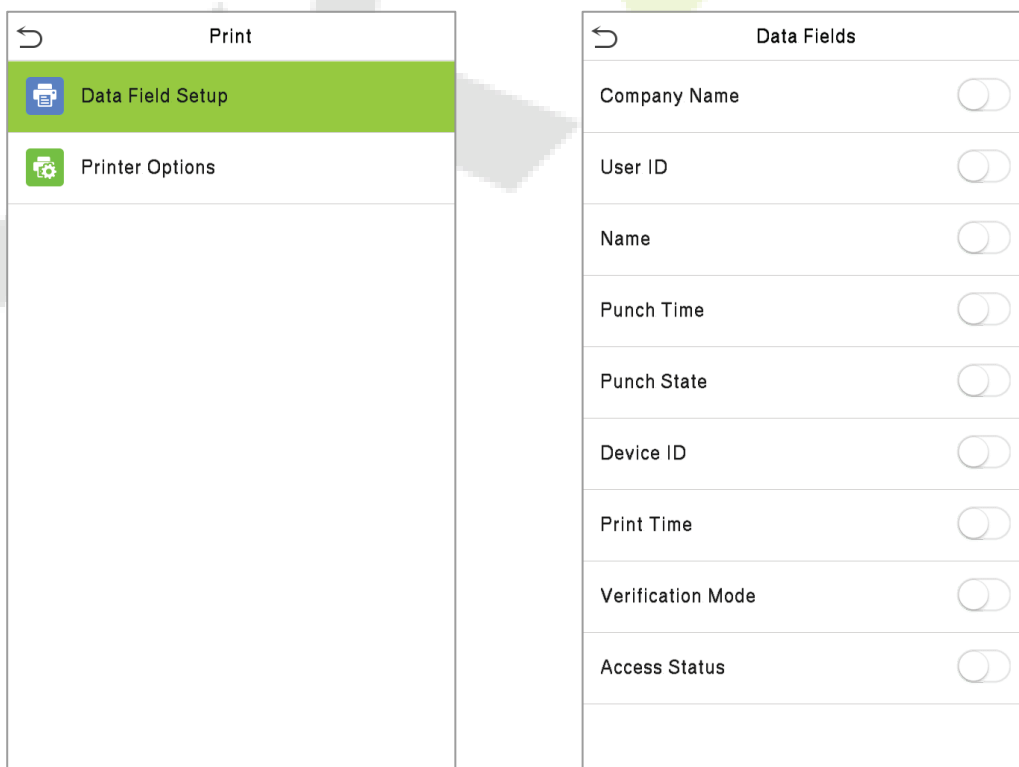 Print
Data Field Setup
Printer Options
Data Fields
Company Name
User ID
Name
Punch Time
Punch State
Device ID
Print Time
Verification Mode
Access Status